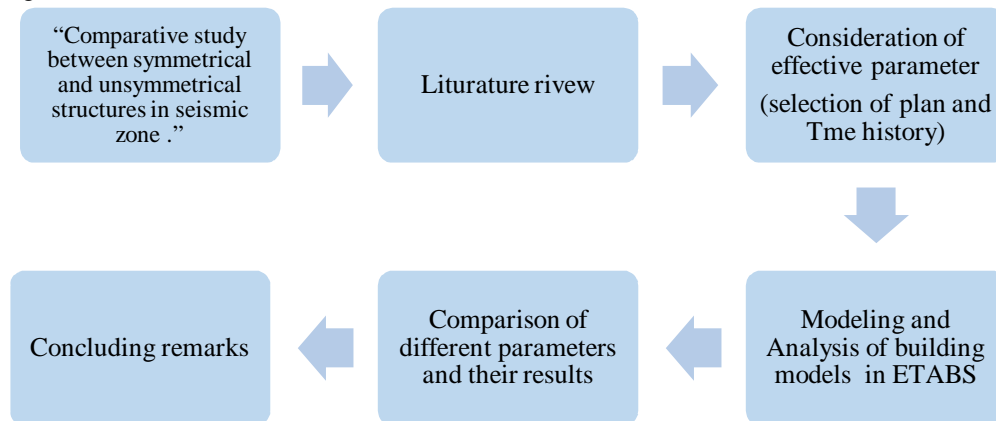 “Comparative study
between symmetrical
and unsymmetrical
structures in seismic
zone .”
Liturature rivew
Consideration of
effective parameter
(selection of plan and
Tme history)
Modeling and
Analysis of building
models in ETABS
Comparison of
different parameters
and their results
Concluding remarks